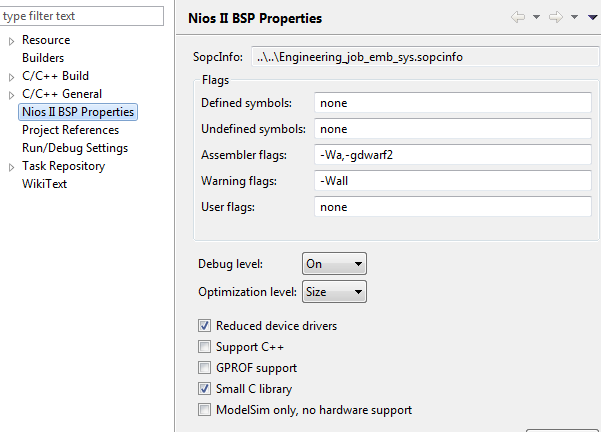 type filter text
Resource
Builders
C/C++ Build
C/C++ General
Nios II BSP Properties
Project References
Run/Debug Settings
Task Repository
WikiText
Nios II BSP Properties
SopcInfo: ..\..\Engineering_job_emb_sys.sopcinfo
Flags
Defined symbols: none
Undefined symbols: none
Assembler flags: -Wa,-gdwarf2
Warning flags: -Wall
User flags: none
Debug level: On
Optimization level: Size
Reduced device drivers
Support C++
GPROF support
Small C library
ModelSim only, no hardware support